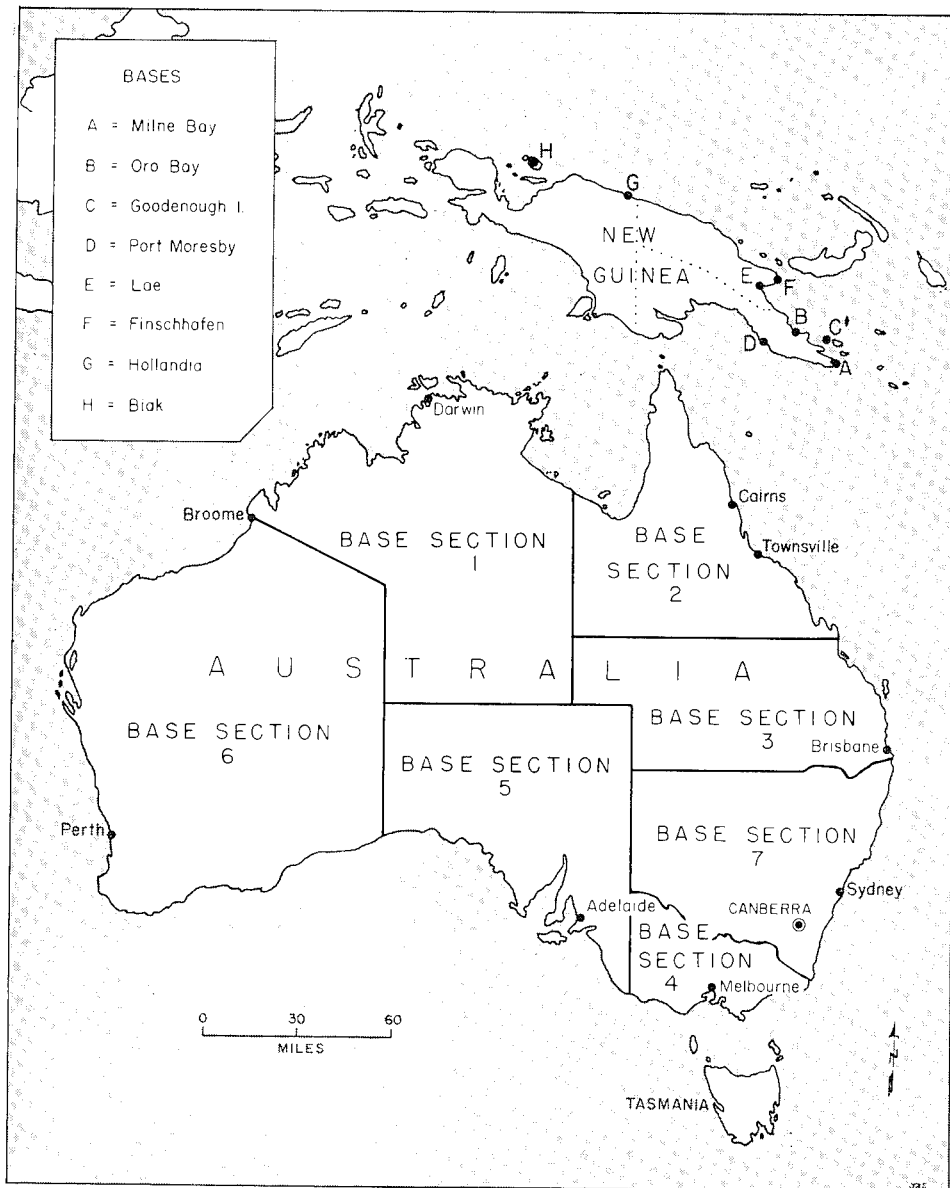 BASES
A = Milne Bay
B = Oro Bay
C = Goodenough I.
D = Port Moresby
E = Lae
F = Finschhafen
G = Hollandia
H = Biak
H
G
NEW
GUINEA
E
F
B
C
D
A
Darwin
Broome
Cairns
Townsville
BASE SECTION
1
BASE
SECTION
2
AUSTRALIA
BASE SECTION
6
BASE SECTION
3
Brisbane
BASE SECTION
5
Perth
BASE SECTION
7
Sydney
Adelaide
CANBERRA
BASE
SECTION
4
Melbourne
0 30 60
MILES
N
TASMANIA